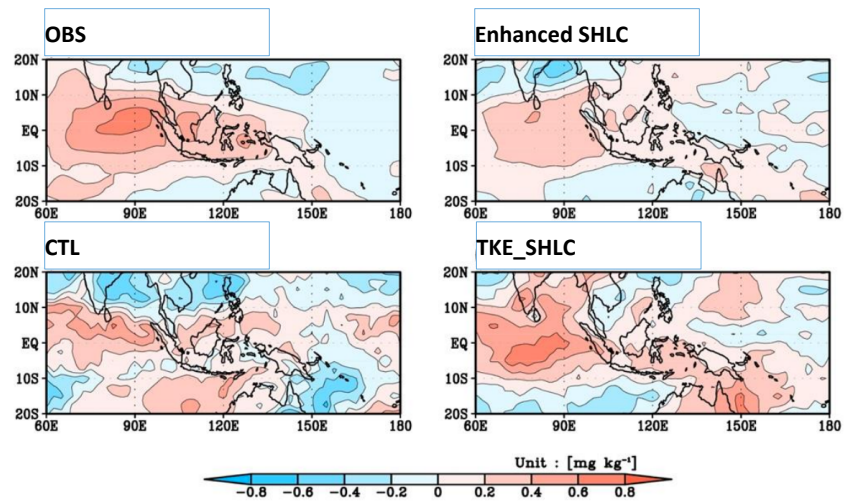 OBS
Enhanced SHLC
20N
10N
EQ
10S
20S
60E 90E 120E 150E 180
20N
10N
EQ
10S
20S
60E 90E 120E 150E 180
CTL
TKE_SHLC
20N
10N
EQ
10S
20S
60E 90E 120E 150E 180
20N
10N
EQ
10S
20S
60E 90E 120E 150E 180
Unit : [mg kg⁻¹]
−0.8 −0.6 −0.4 −0.2 0 0.2 0.4 0.6 0.8